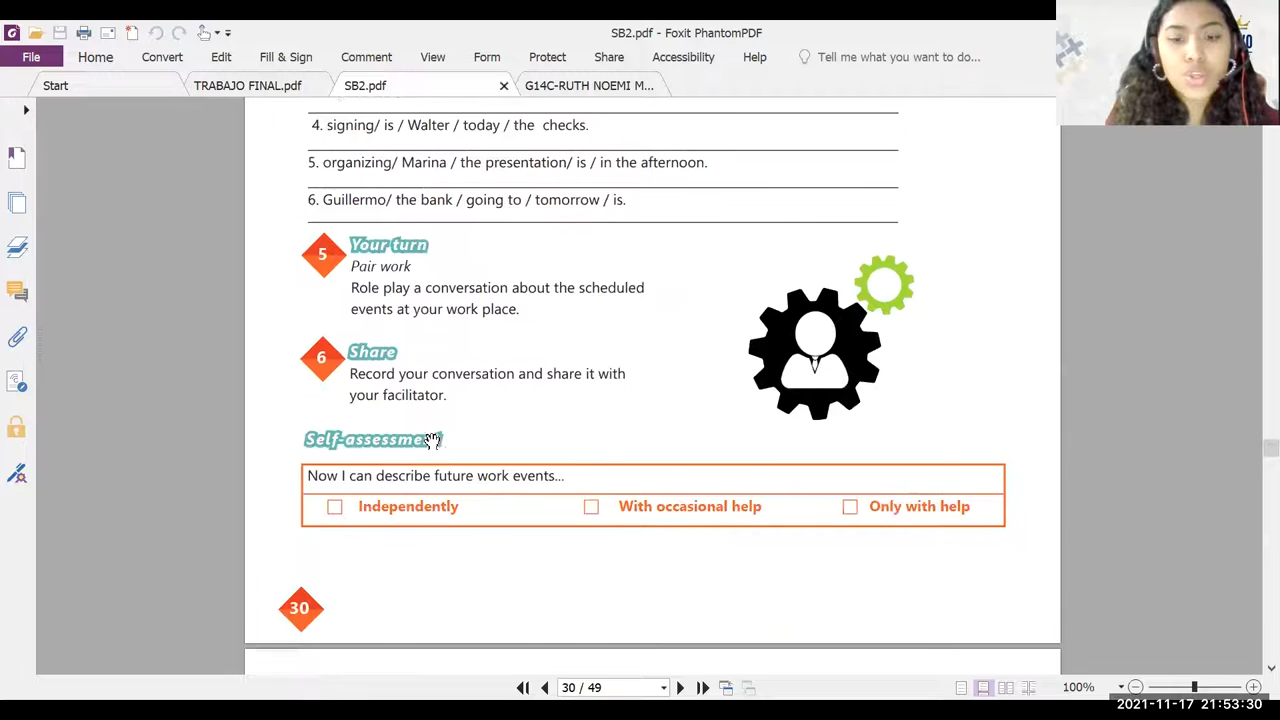 SB2.pdf - Foxit PhantomPDF
File Home Convert Edit Fill & Sign Comment View Form Protect Share Accessibility Help Tell me what you want to do...
Start TRABAJO FINAL.pdf SB2.pdf G14C-RUTH NOEMI M...
4. signing/ is / Walter / today / the checks.
5. organizing/ Marina / the presentation/ is / in the afternoon.
6. Guillermo/ the bank / going to / tomorrow / is.
5 Your turn
Pair work
Role play a conversation about the scheduled
events at your work place.
6 Share
Record your conversation and share it with
your facilitator.
Self-assessment
Now I can describe future work events...
Independently With occasional help Only with help
30
30 / 49
100%
2021-11-17 21:53:30